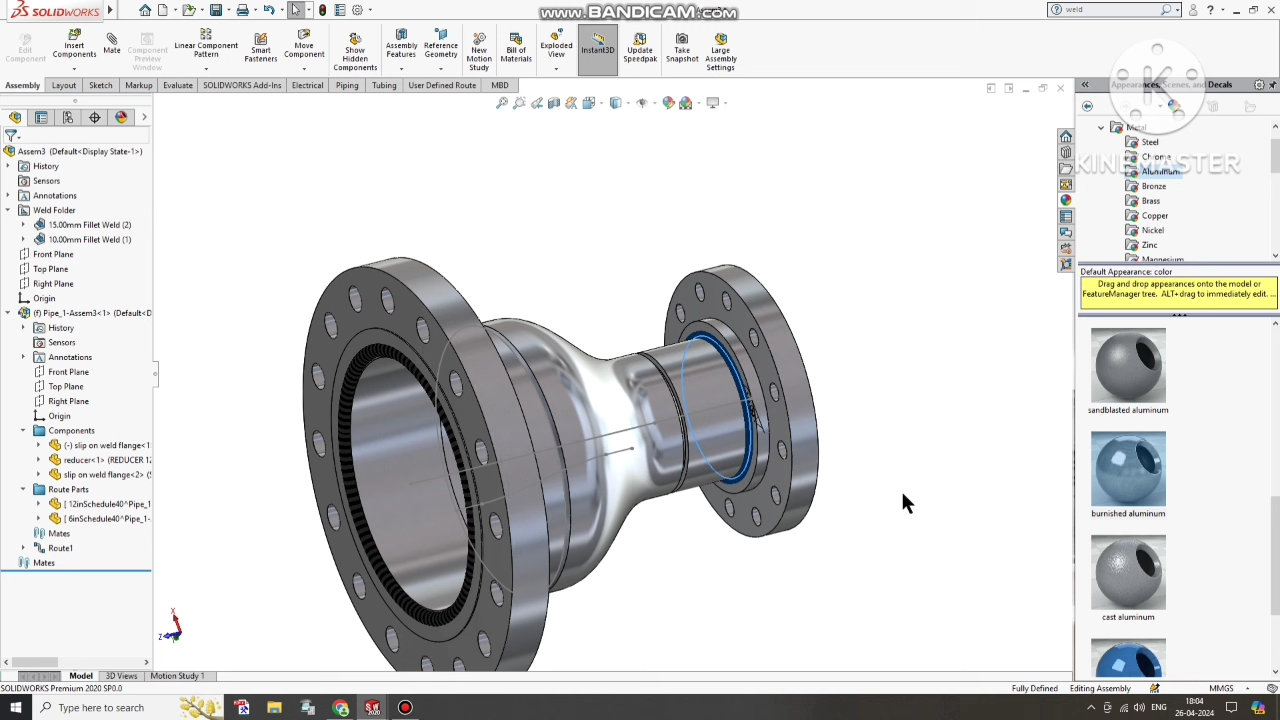 SOLIDWORKS
www.BANDICAM.com
weld
Edit Component
Insert Components
Mate
Component Preview Window
Linear Component Pattern
Smart Fasteners
Move Component
Show Hidden Components
Assembly Features
Reference Geometry
New Motion Study
Bill of Materials
Exploded View
Instant3D
Update Speedpak
Take Snapshot
Large Assembly Settings
Assembly Layout Sketch Markup Evaluate SOLIDWORKS Add-Ins Electrical Piping Tubing User Defined Route MBD
Appearances, Scenes, and Decals
K
KINEMASTER
Assem3 (Default<Display State-1>)
History
Sensors
Annotations
Weld Folder
15.00mm Fillet Weld (2)
10.00mm Fillet Weld (1)
Front Plane
Top Plane
Right Plane
Origin
(f) Pipe_1-Assem3<1> (Default<D
History
Sensors
Annotations
Front Plane
Top Plane
Right Plane
Origin
Components
(-) slip on weld flange<1
reducer<1> (REDUCER 12
slip on weld flange<2> (S
Route Parts
[ 12inSchedule40^Pipe_1
[ 6inSchedule40^Pipe_1-
Mates
Route1
Mates
Metal
Steel
Chrome
Aluminum
Bronze
Brass
Copper
Nickel
Zinc
Magnesium
Default Appearance: color
Drag and drop appearances onto the model or
FeatureManager tree. ALT+drag to immediately edit. ...
sandblasted aluminum
burnished aluminum
cast aluminum
X
Z
Model 3D Views Motion Study 1
SOLIDWORKS Premium 2020 SP0.0
Fully Defined Editing Assembly MMGS
Type here to search
ENG
18:04
26-04-2024